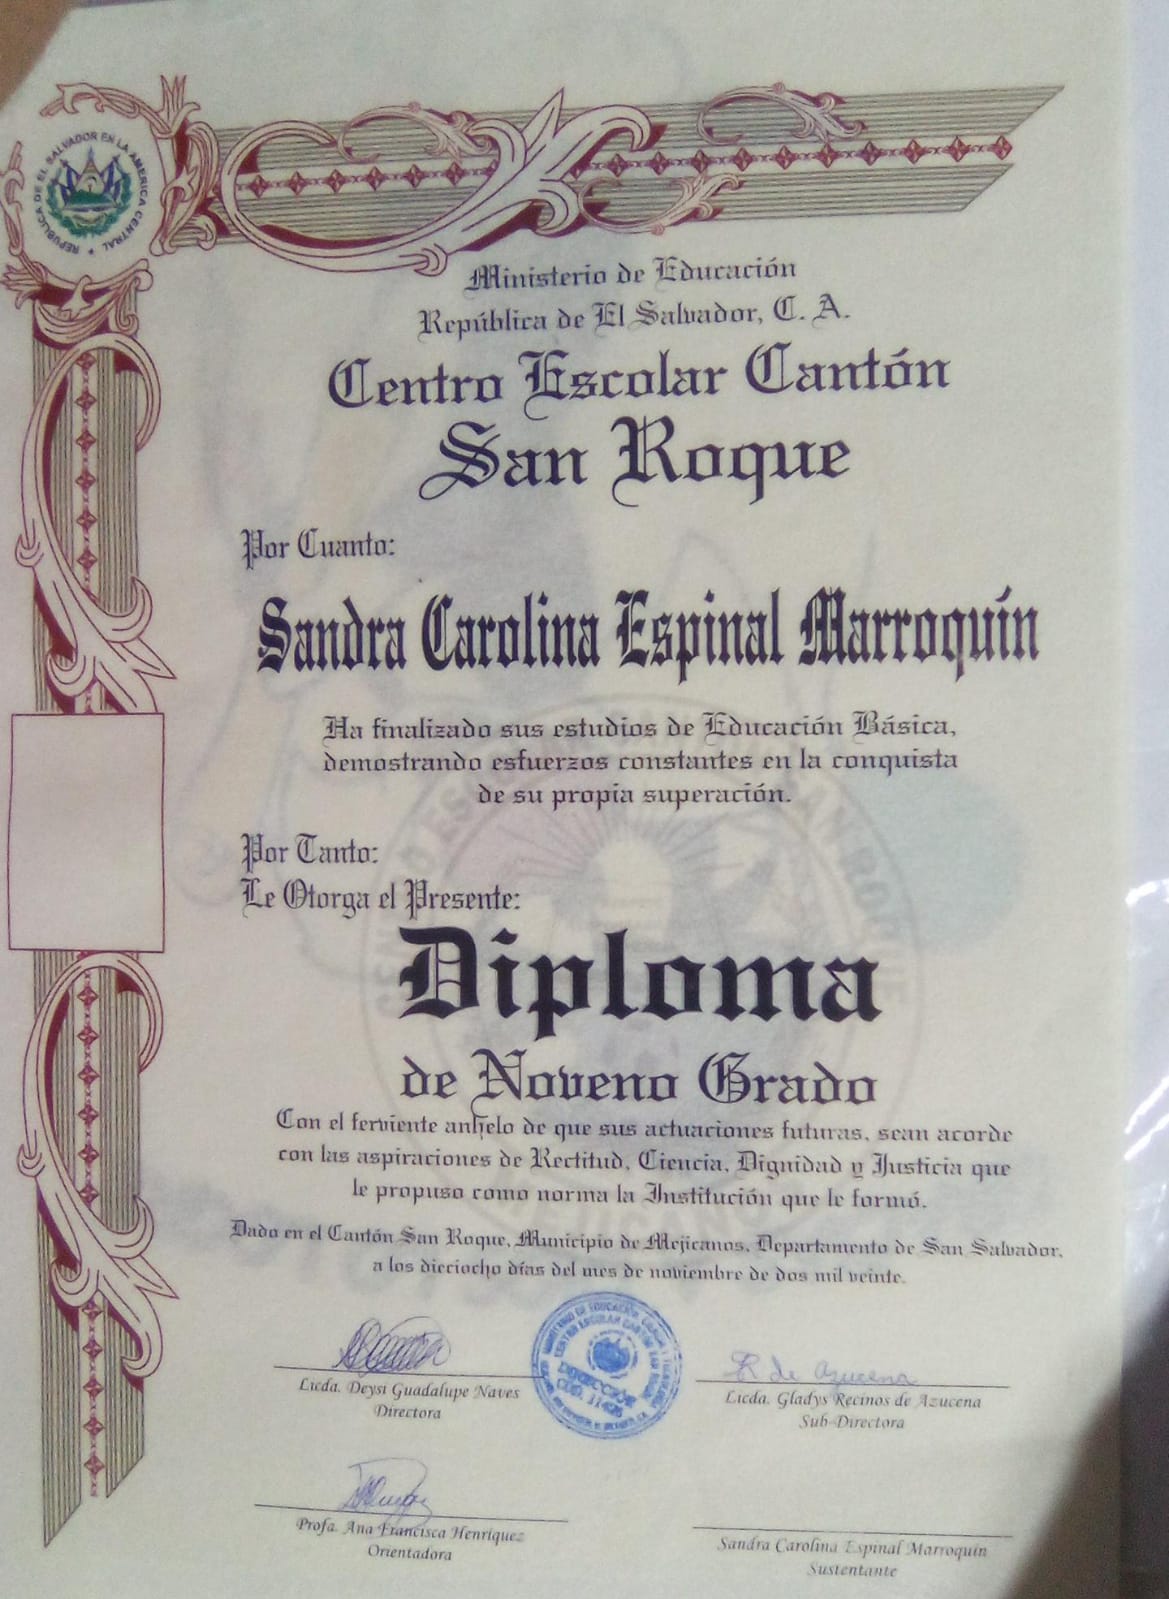 REPÚBLICA DE EL SALVADOR EN LA AMERICA CENTRAL
Ministerio de Educación
República de El Salvador, C. A.
Centro Escolar Cantón
San Roque
Por Cuanto:
Sandra Carolina Espinal Marroquín
Ha finalizado sus estudios de Educación Básica,
demostrando esfuerzos constantes en la conquista
de su propia superación.
Por Tanto:
Le Otorga el Presente:
Diploma
de Noveno Grado
Con el ferviente anhelo de que sus actuaciones futuras, sean acorde
con las aspiraciones de Rectitud, Ciencia, Dignidad y Justicia que
le propuso como norma la Institución que le formó.
Dado en el Cantón San Roque, Municipio de Mejicanos, Departamento de San Salvador,
a los dieciocho días del mes de noviembre de dos mil veinte.
R de Azucena
Licda. Deysi Guadalupe Naves
Directora
Licda. Gladys Recinos de Azucena
Sub-Directora
Profa. Ana Francisca Henríquez
Orientadora
Sandra Carolina Espinal Marroquín
Sustentante